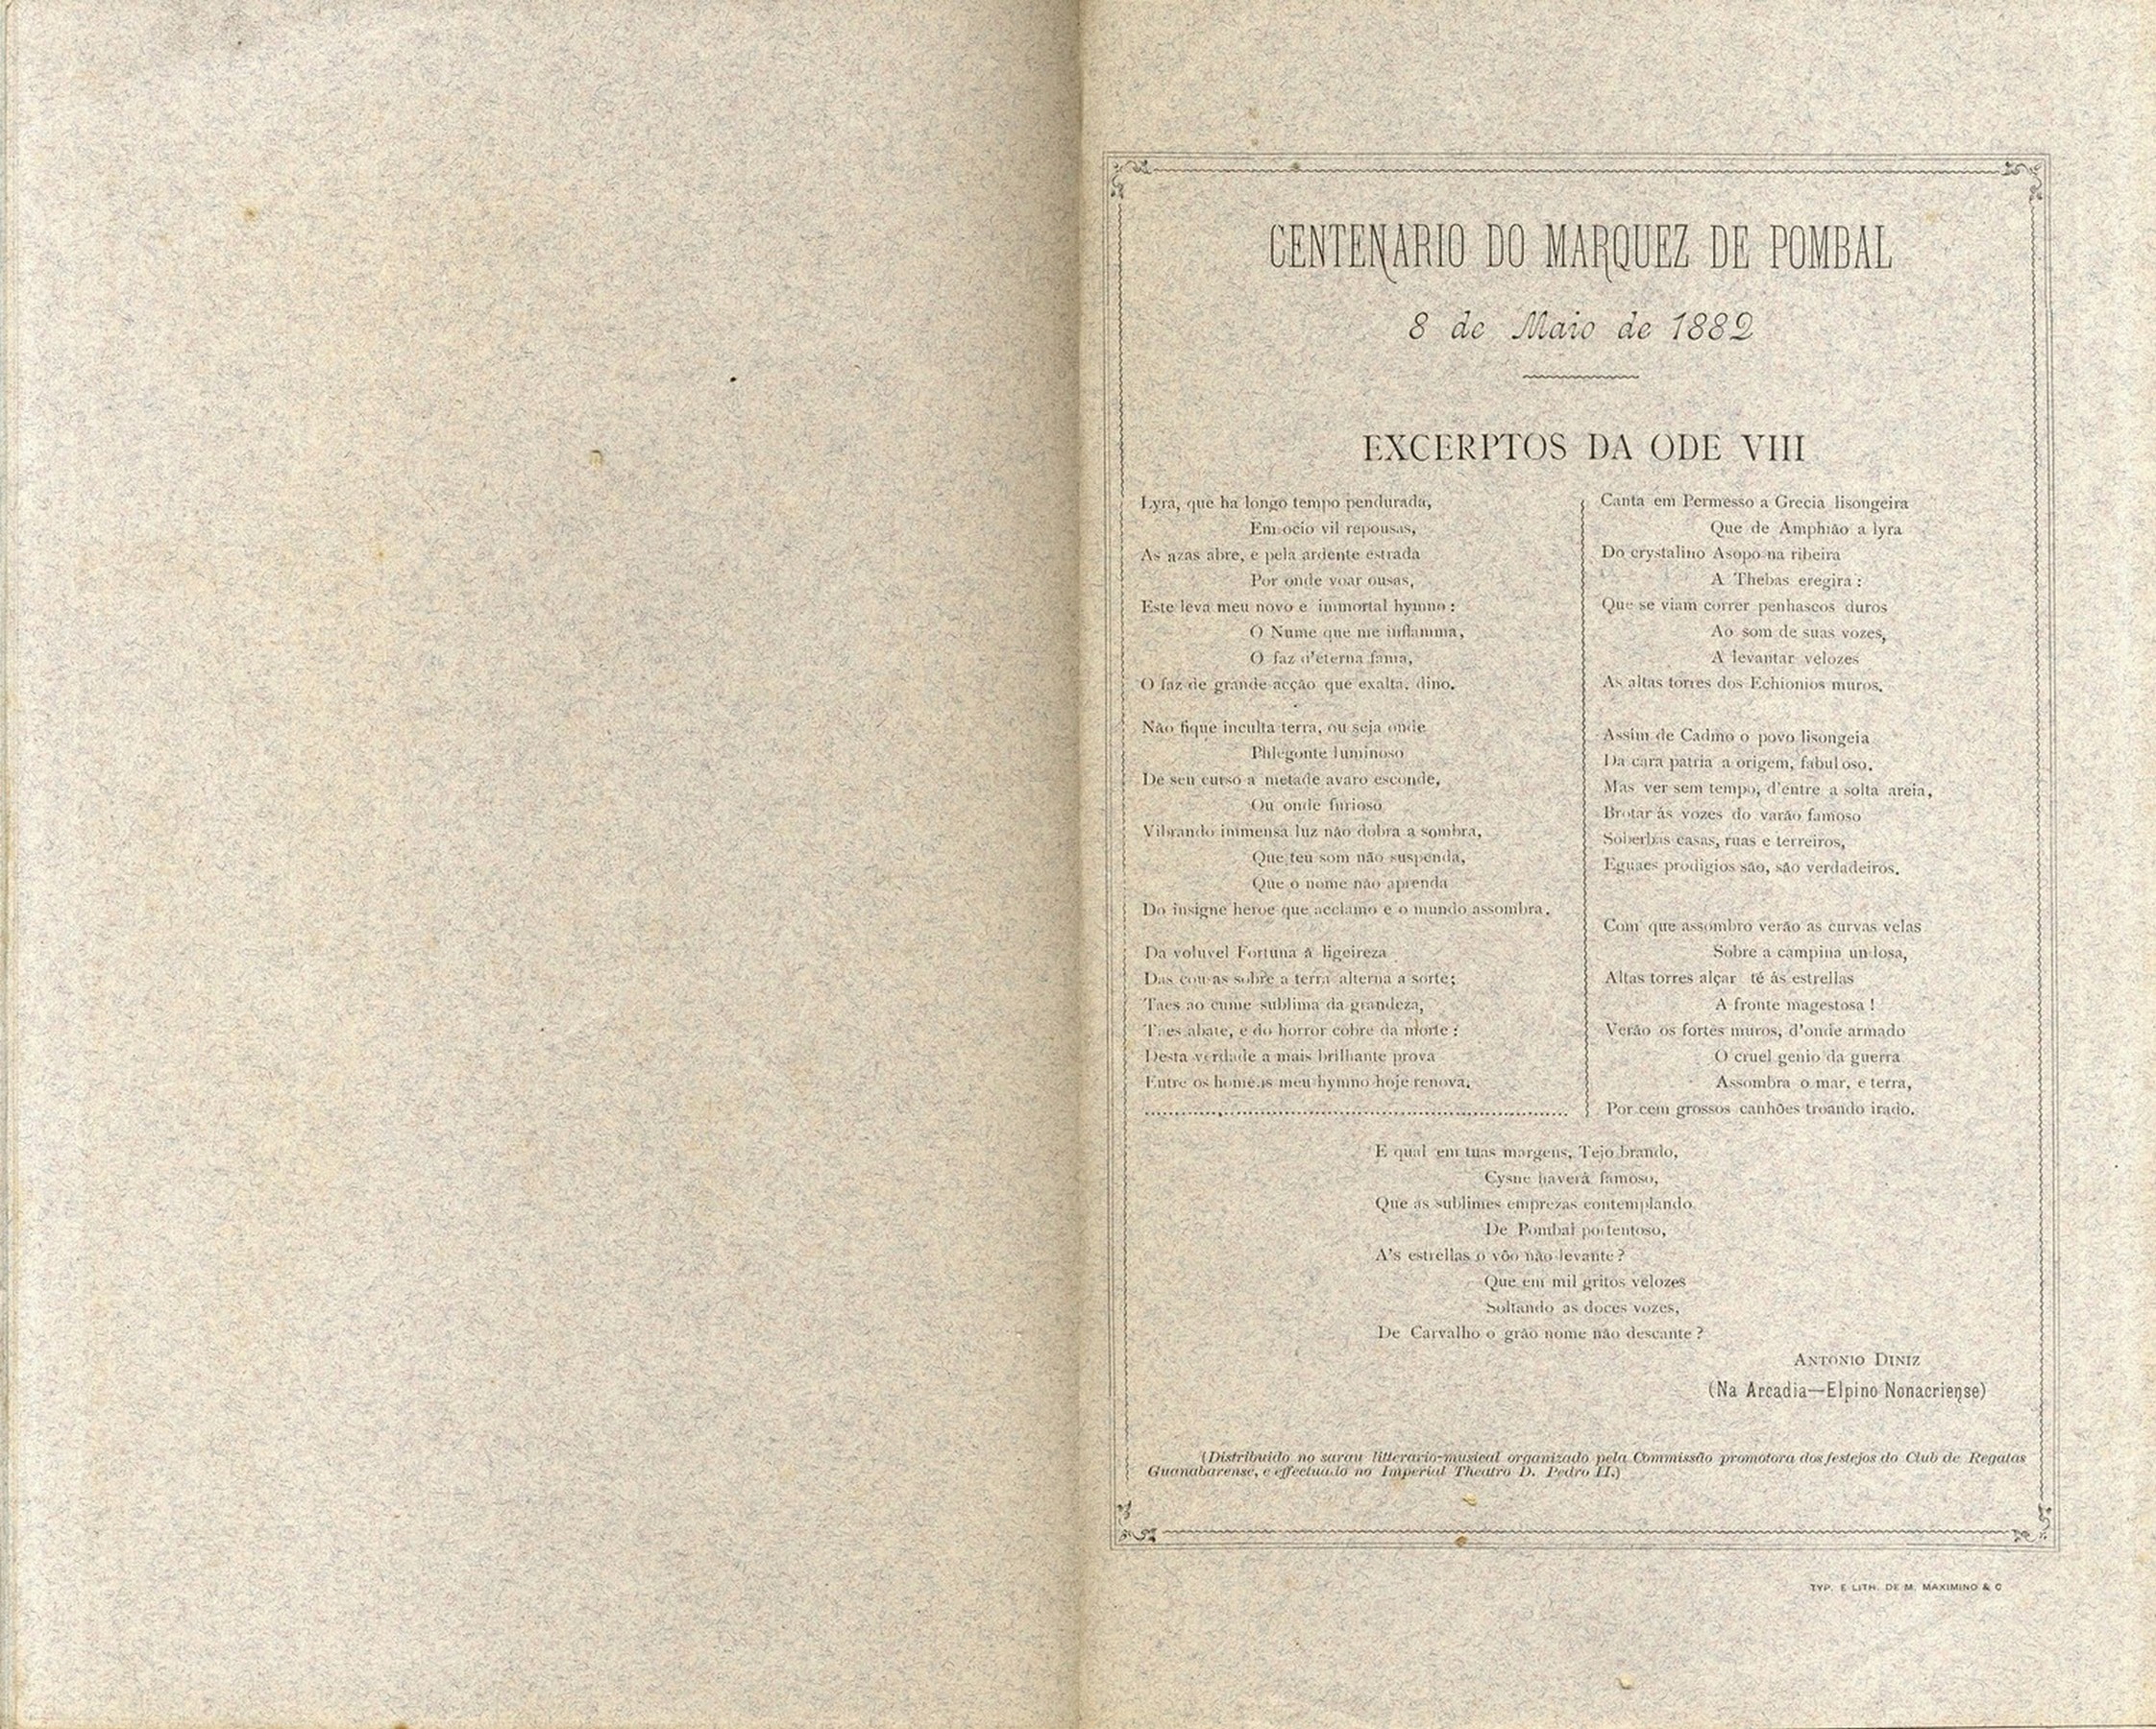 CENTENARIO DO MARQUEZ DE POMBAL
8 de Maio de 1882
EXCERPTOS DA ODE VIII
Lyra, que ha longo tempo pendurada,
Em ocio vil repousas,
As azas abre, e pela ardente estrada
Por onde voar ousas,
Este leva meu novo e immortal hymno:
O Nume que me inflamma,
O faz d'eterna fama,
O faz de grande acção que exalta, dino.
Não fique inculta terra, ou seja onde
Phlegonte luminoso
De seu curso a metade avaro esconde,
Ou onde furioso
Vibrando immensa luz não dobra a sombra,
Que teu som não suspenda,
Que o nome não aprenda
Do insigne heroe que acclamo e o mundo assombra.
Da voluvel Fortuna á ligeireza
Das cousas sobre a terra alterna a sorte;
Taes ao cume sublima da grandeza,
Taes abate, e do horror cobre da morte:
Desta verdade a mais brilhante prova
Entre os homens meu hymno hoje renova.
Canta em Permesso a Grecia lisongeira
Que de Amphião a lyra
Do crystalino Asopo na ribeira
A Thebas eregira:
Que se viam correr penhascos duros
Ao som de suas vozes,
A levantar velozes
As altas torres dos Echionios muros.
Assim de Cadmo o povo lisongeia
Da cara patria a origem, fabuloso.
Mas ver sem tempo, d'entre a solta areia,
Brotar ás vozes do varão famoso
Soberbas casas, ruas e terreiros,
Eguaes prodigios são, são verdadeiros.
Com que assombro verão as curvas velas
Sobre a campina undosa,
Altas torres alçar té ás estrellas
A fronte magestosa!
Verão os fortes muros, d'onde armado
O cruel genio da guerra
Assombra o mar, e terra,
Por cem grossos canhões troando irado.
E qual em tuas margens, Tejo brando,
Cysne haverá famoso,
Que as sublimes emprezas contemplando
De Pombal portentoso,
A's estrellas o vôo não levante?
Que em mil gritos velozes
Soltando as doces vozes,
De Carvalho o grão nome não descante?
ANTONIO DINIZ
(Na Arcadia—Elpino Nonacriense)
(Distribuido no sarau litterario-musical organizado pela Commissão promotora dos festejos do Club de Regatas
Guanabarense, e effectuado no Imperial Theatro D. Pedro II.)
TYP. E LITH. DE M. MAXIMINO & C